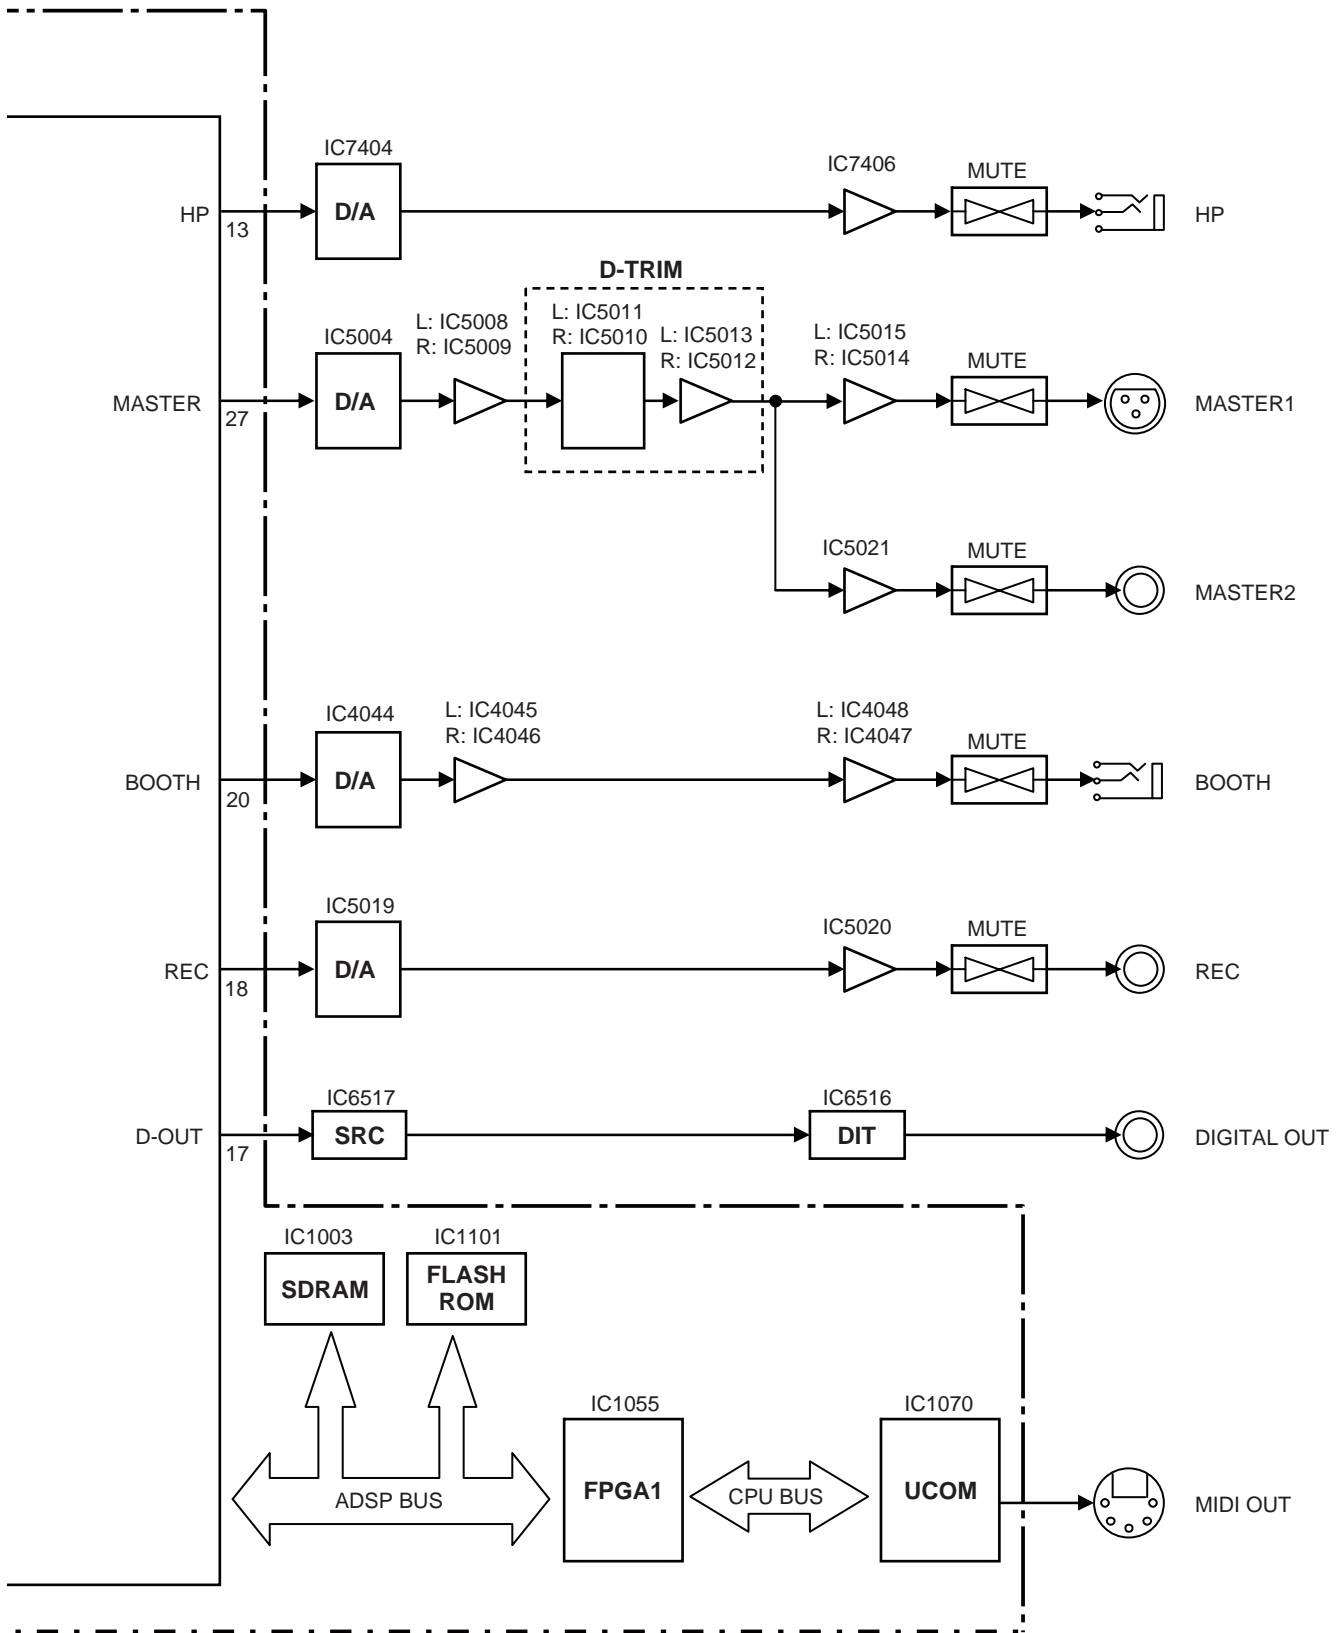 IC7404
D/A
IC7406
MUTE
HP
13
HP
D-TRIM
IC5004
D/A
L: IC5008
R: IC5009
L: IC5011
R: IC5010
L: IC5013
R: IC5012
L: IC5015
R: IC5014
MUTE
MASTER
27
MASTER1
IC5021
MUTE
MASTER2
IC4044
D/A
L: IC4045
R: IC4046
L: IC4048
R: IC4047
MUTE
BOOTH
20
BOOTH
IC5019
D/A
IC5020
MUTE
REC
18
REC
IC6517
SRC
IC6516
DIT
D-OUT
17
DIGITAL OUT
IC1003
SDRAM
IC1101
FLASH
ROM
IC1055
FPGA1
IC1070
UCOM
ADSP BUS
CPU BUS
MIDI OUT